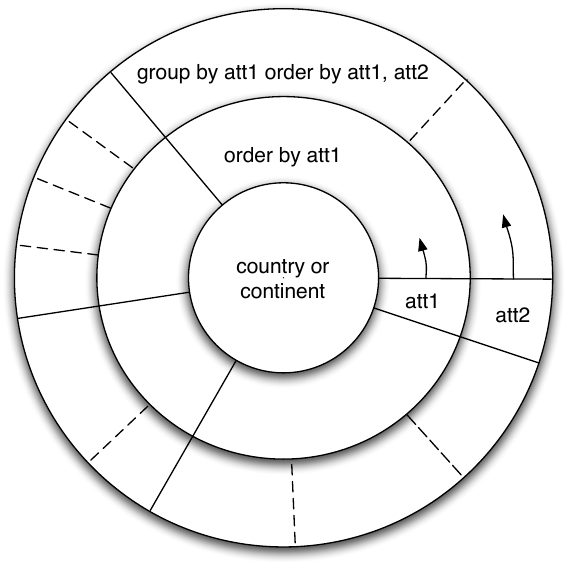 group by att1 order by att1, att2
order by att1
country or
continent
att1
att2